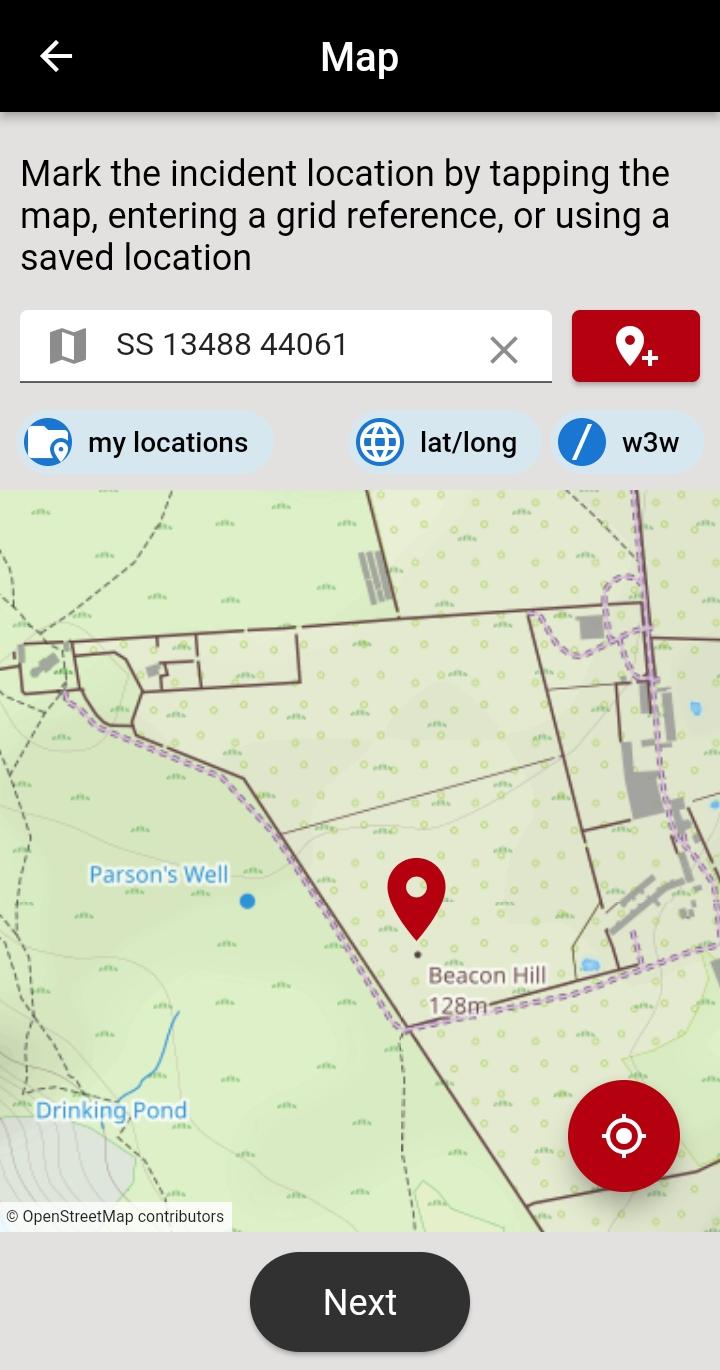 Map
Mark the incident location by tapping the
map, entering a grid reference, or using a
saved location
SS 13488 44061
my locations
lat/long
w3w
Parson's Well
Beacon Hill
128m
Drinking Pond
© OpenStreetMap contributors
Next